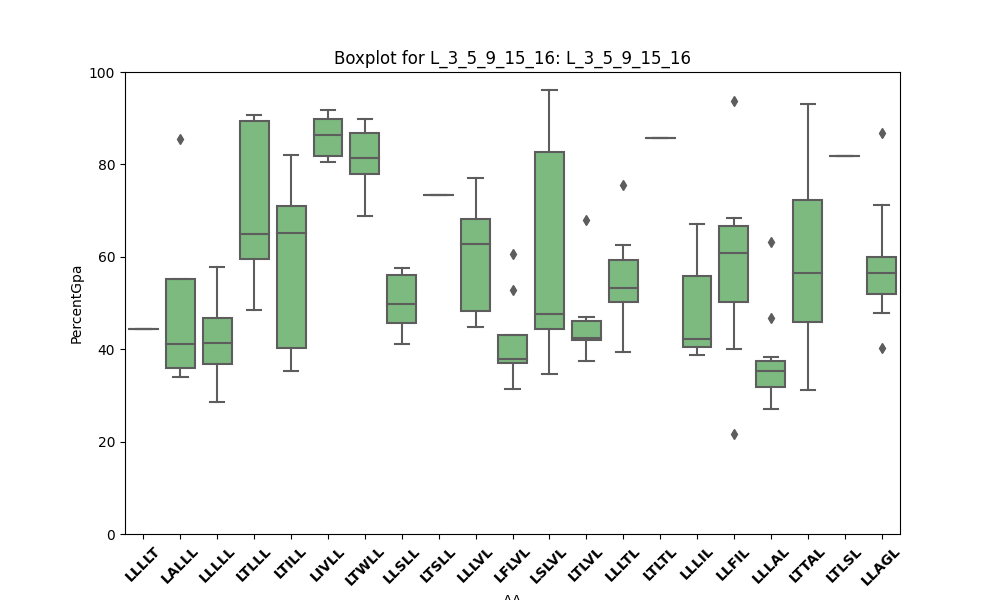 Boxplot for L_3_5_9_15_16: L_3_5_9_15_16
100
80
60
40
20
0
PercentGpa
LLLLT LALLL LLLLL LTLLL LTILL LIVLL LTWLL LLSLL LTSLL LLLVL LFLVL LSLVL LTLVL LLLTL LTLTL LLLIL LLFIL LLLAL LTTAL LTLSL LLAGL
AA